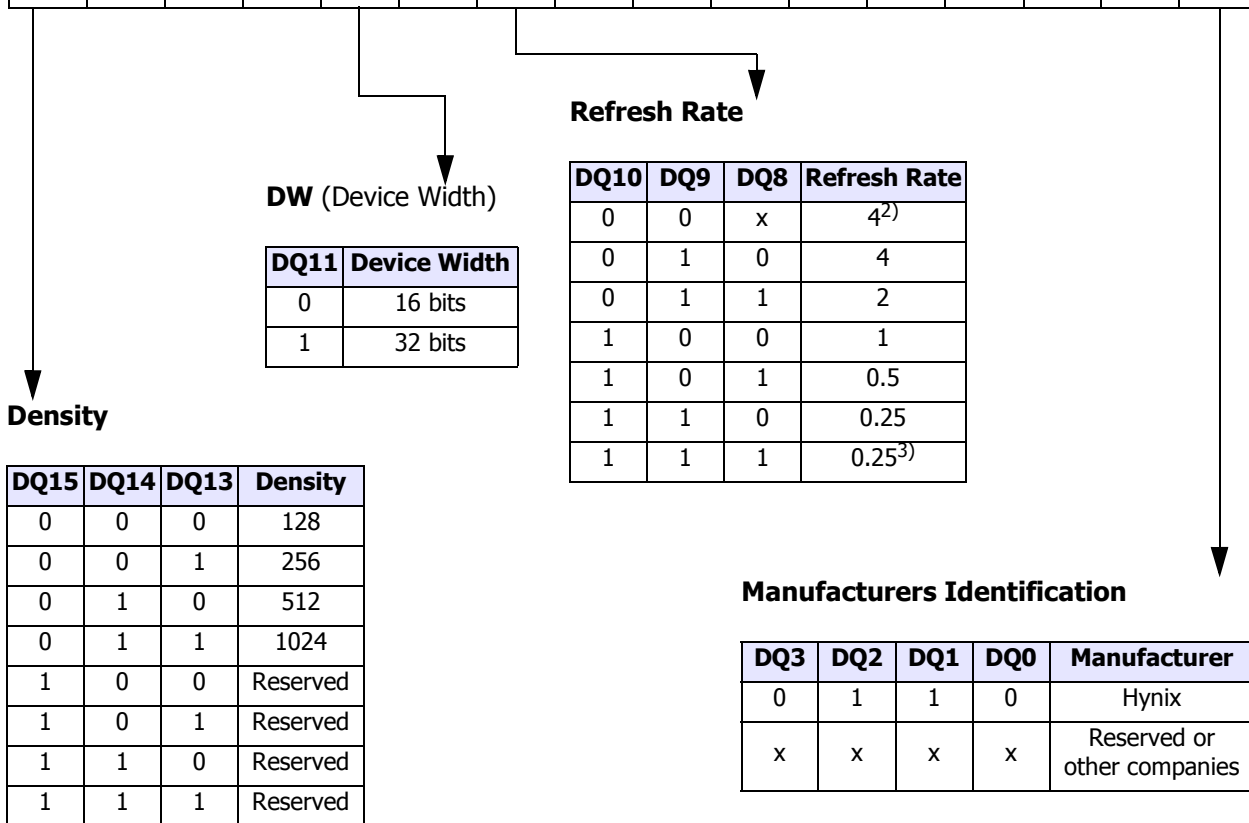 Refresh Rate
DQ10 DQ9 DQ8 Refresh Rate
0 0 x 42)
0 1 0 4
0 1 1 2
1 0 0 1
1 0 1 0.5
1 1 0 0.25
1 1 1 0.253)
DW (Device Width)
DQ11 Device Width
0 16 bits
1 32 bits
Density
DQ15 DQ14 DQ13 Density
0 0 0 128
0 0 1 256
0 1 0 512
0 1 1 1024
1 0 0 Reserved
1 0 1 Reserved
1 1 0 Reserved
1 1 1 Reserved
Manufacturers Identification
DQ3 DQ2 DQ1 DQ0 Manufacturer
0 1 1 0 Hynix
x x x x Reserved or
other companies